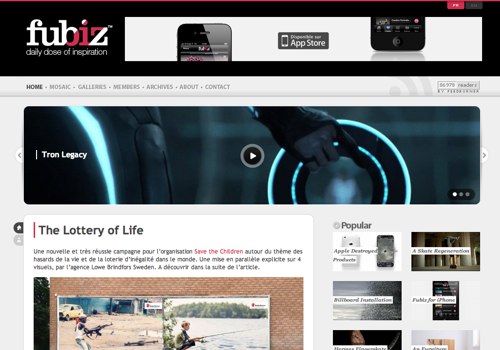 FR
fubiz™
daily dose of inspiration
Disponible sur
App Store
HOME • MOSAIC • GALLERIES • MEMBERS • ARCHIVES • ABOUT • CONTACT
readers
BY FEEDBURNER
Tron Legacy
The Lottery of Life
Popular
Une nouvelle et très réussie campagne pour l'organisation Save the Children autour du thème des
hasards de la vie et de la loterie d'inégalité dans le monde. Une mise en parallèle explicite sur 4
visuels, par l'agence Lowe Brindfors Sweden. A découvrir dans la suite de l'article.
Apple Destroyed
Products
A Skate Regeneration
Billboard Installation
Fubiz for iPhone